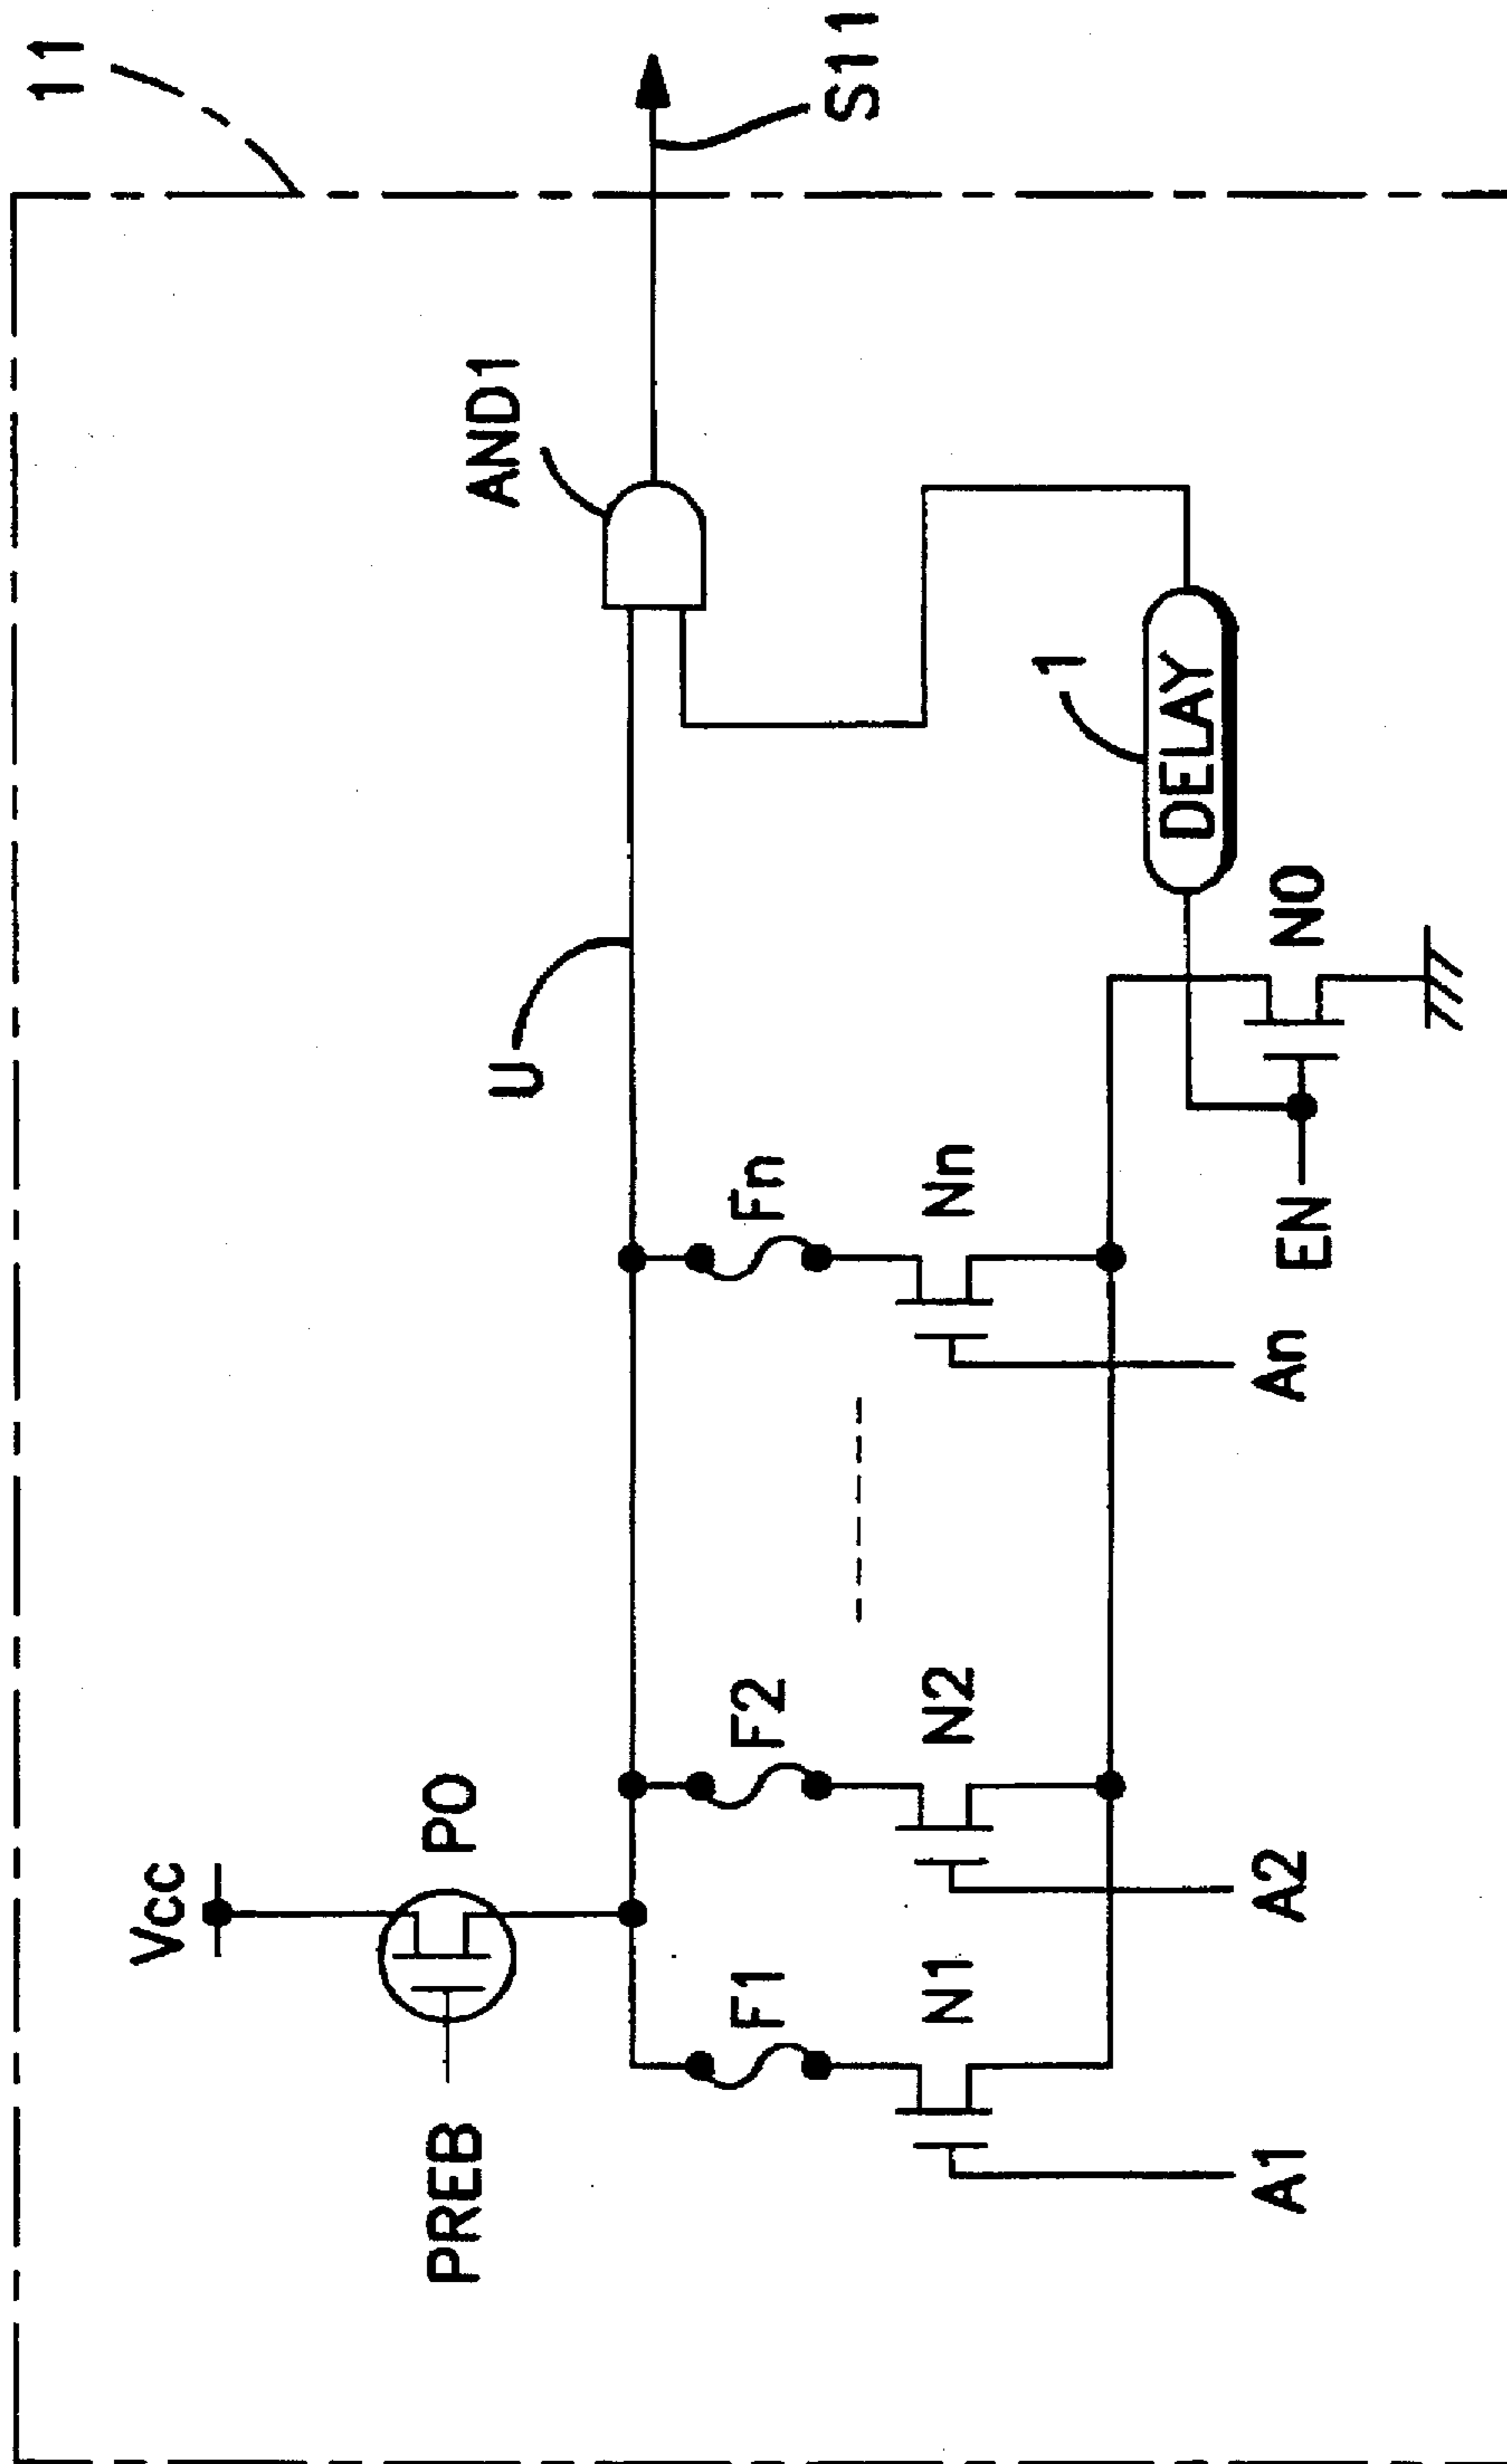 11
S11
AND1
Vcc
P0
PREB
U
F1
F2
Fn
N1
N2
Nn
1
DELAY
N0
EN
A1
A2
An